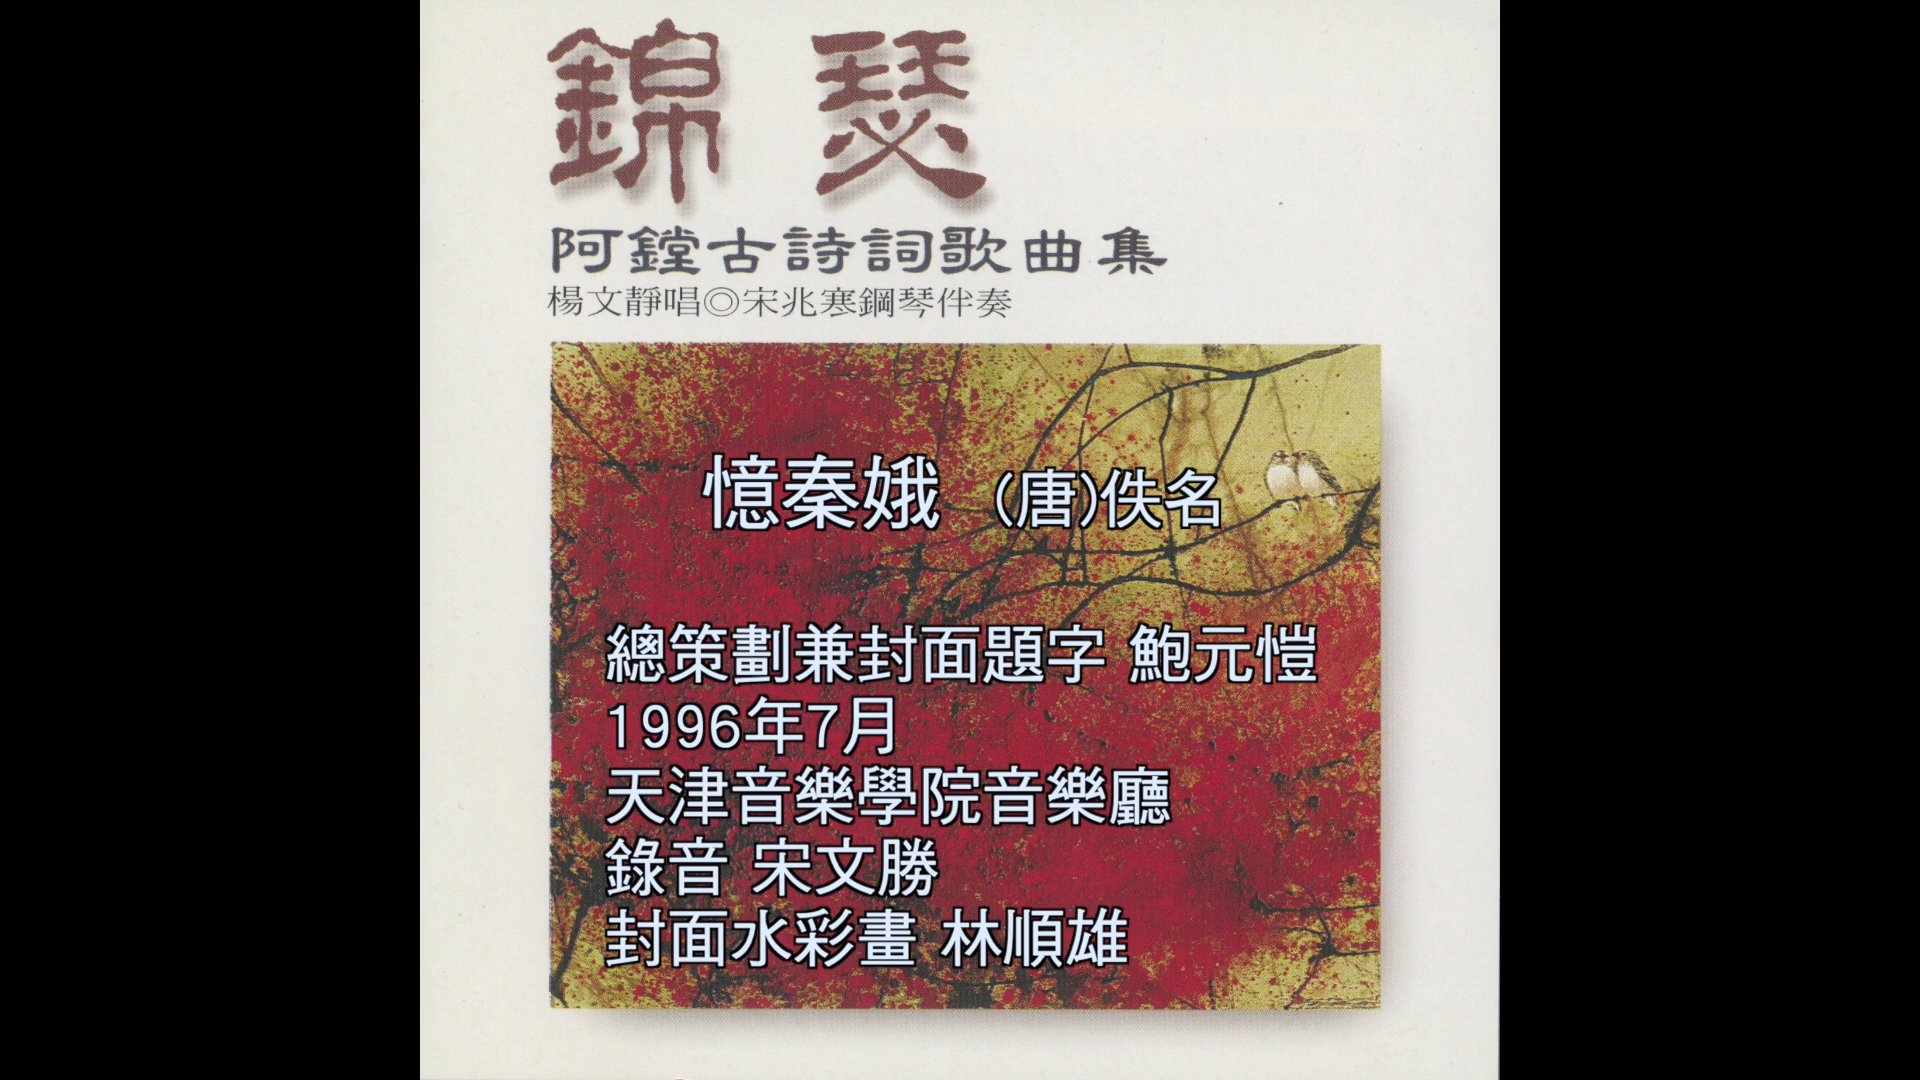 錦瑟
阿鏜古詩詞歌曲集
楊文靜唱◎宋兆寒鋼琴伴奏
憶秦娥 (唐)佚名
總策劃兼封面題字 鮑元愷
1996年7月
天津音樂學院音樂廳
錄音 宋文勝
封面水彩畫 林順雄